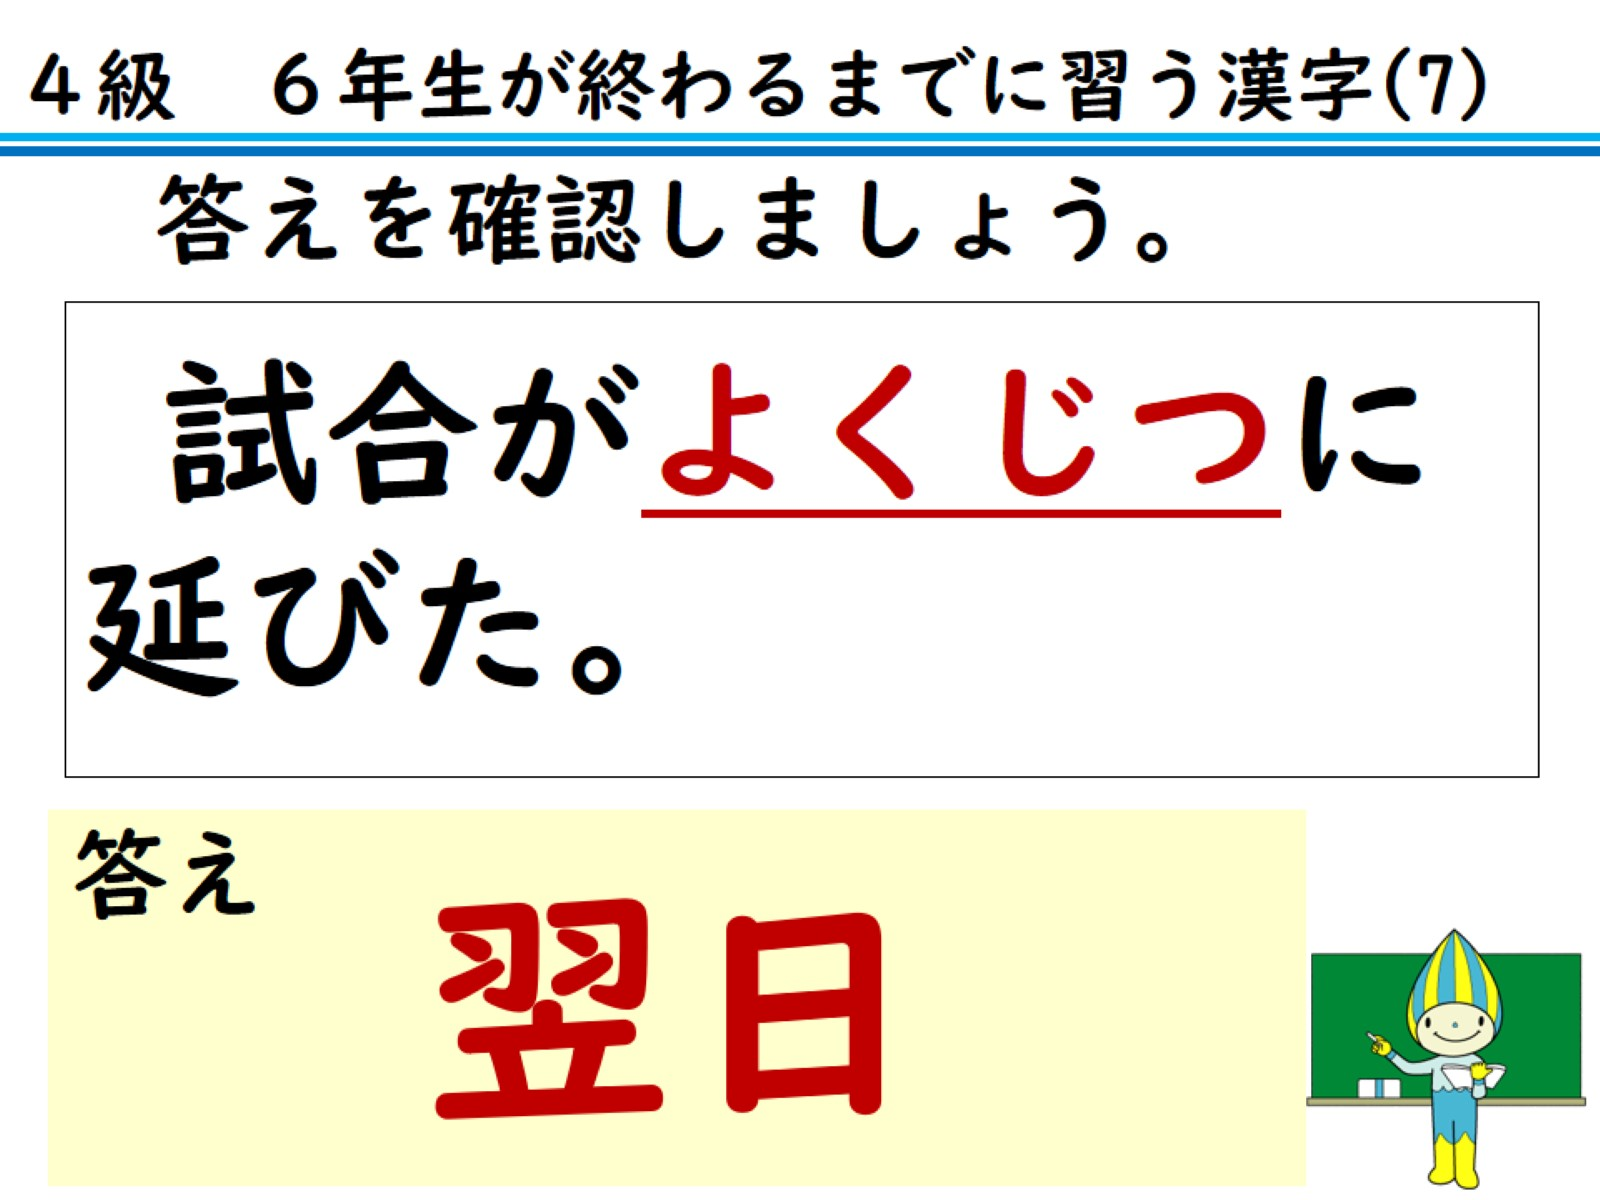 ４級　６年生が終わるまでに習う漢字(7)
答えを確認しましょう。
試合がよくじつに
延びた。
答え
翌日